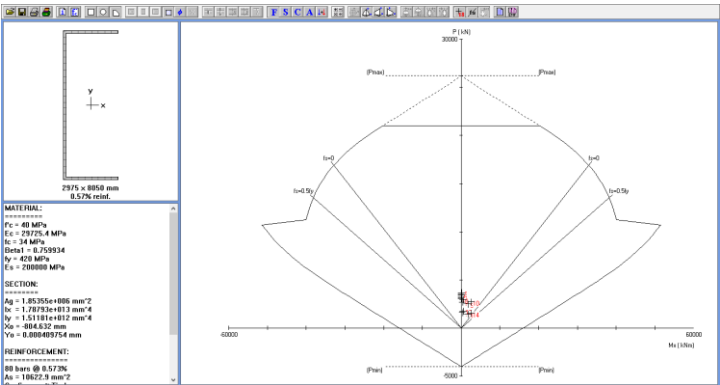 F S C A
y
x
2975 x 8050 mm
0.57% reinf.
MATERIAL:
=========
f'c = 40 MPa
Ec = 29725.4 MPa
fc = 34 MPa
Beta1 = 0.759934
fy = 420 MPa
Es = 200000 MPa
SECTION:
========
Ag = 1.85355e+006 mm^2
Ix = 1.78793e+013 mm^4
Iy = 1.51181e+012 mm^4
Xo = -804.632 mm
Yo = 0.000409754 mm
REINFORCEMENT:
80 bars @ 0.573%
As = 10622.9 mm^2
P ( kN)
30000
(Pmax) (Pmax)
fs=0 fs=0
fs=0.5fy fs=0.5fy
-60000 60000
Mx ( kNm)
(Pmin) (Pmin)
-5000